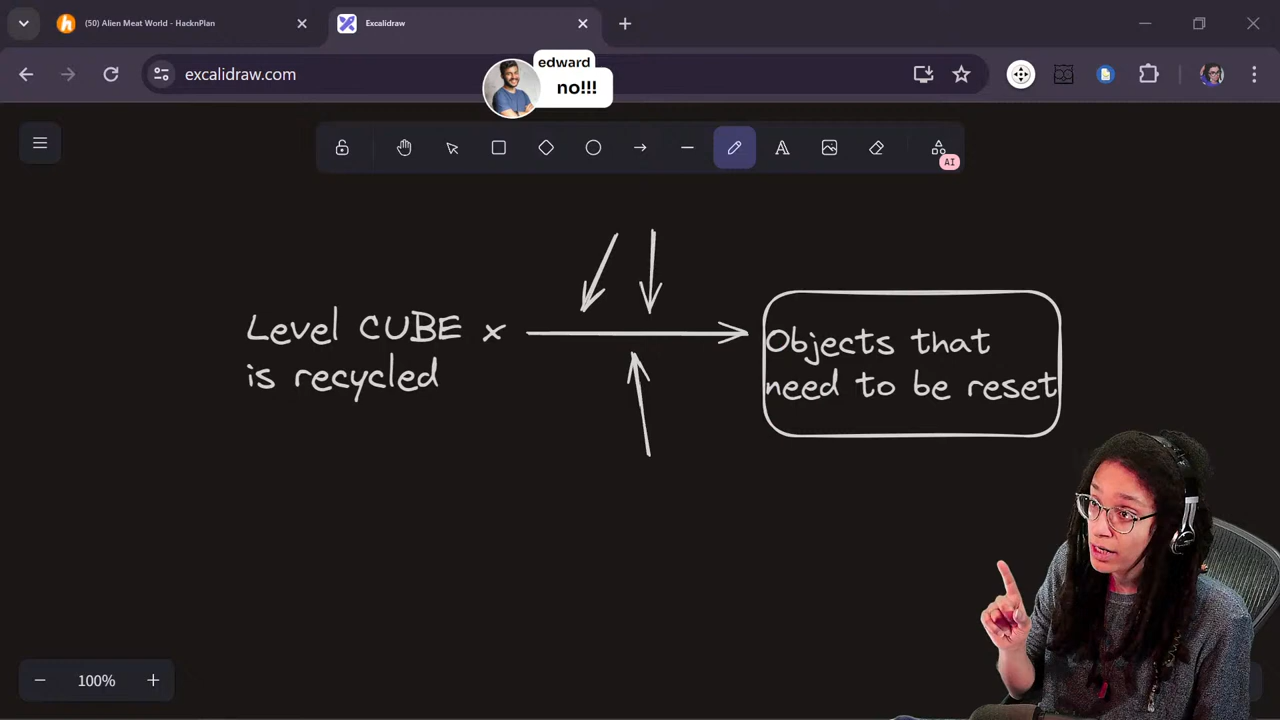 (50) Alien Meat World - HacknPlan
Excalidraw
excalidraw.com
edward
no!!!
AI
Level CUBE x
is recycled
Objects that
need to be reset
100%